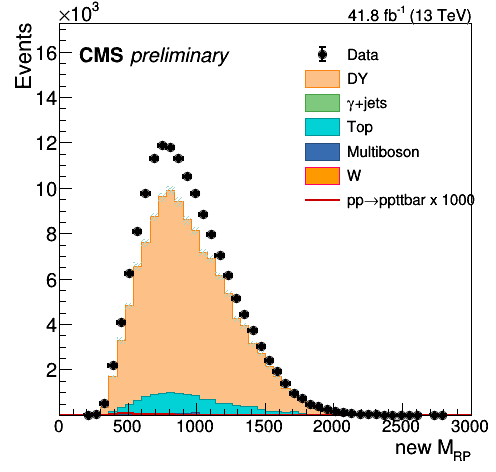 ×10³
41.8 fb⁻¹ (13 TeV)
Events
CMS preliminary
Data
DY
γ+jets
Top
Multiboson
W
pp→ppttbar x 1000
16
14
12
10
8
6
4
2
0 500 1000 1500 2000 2500 3000
new M_RP